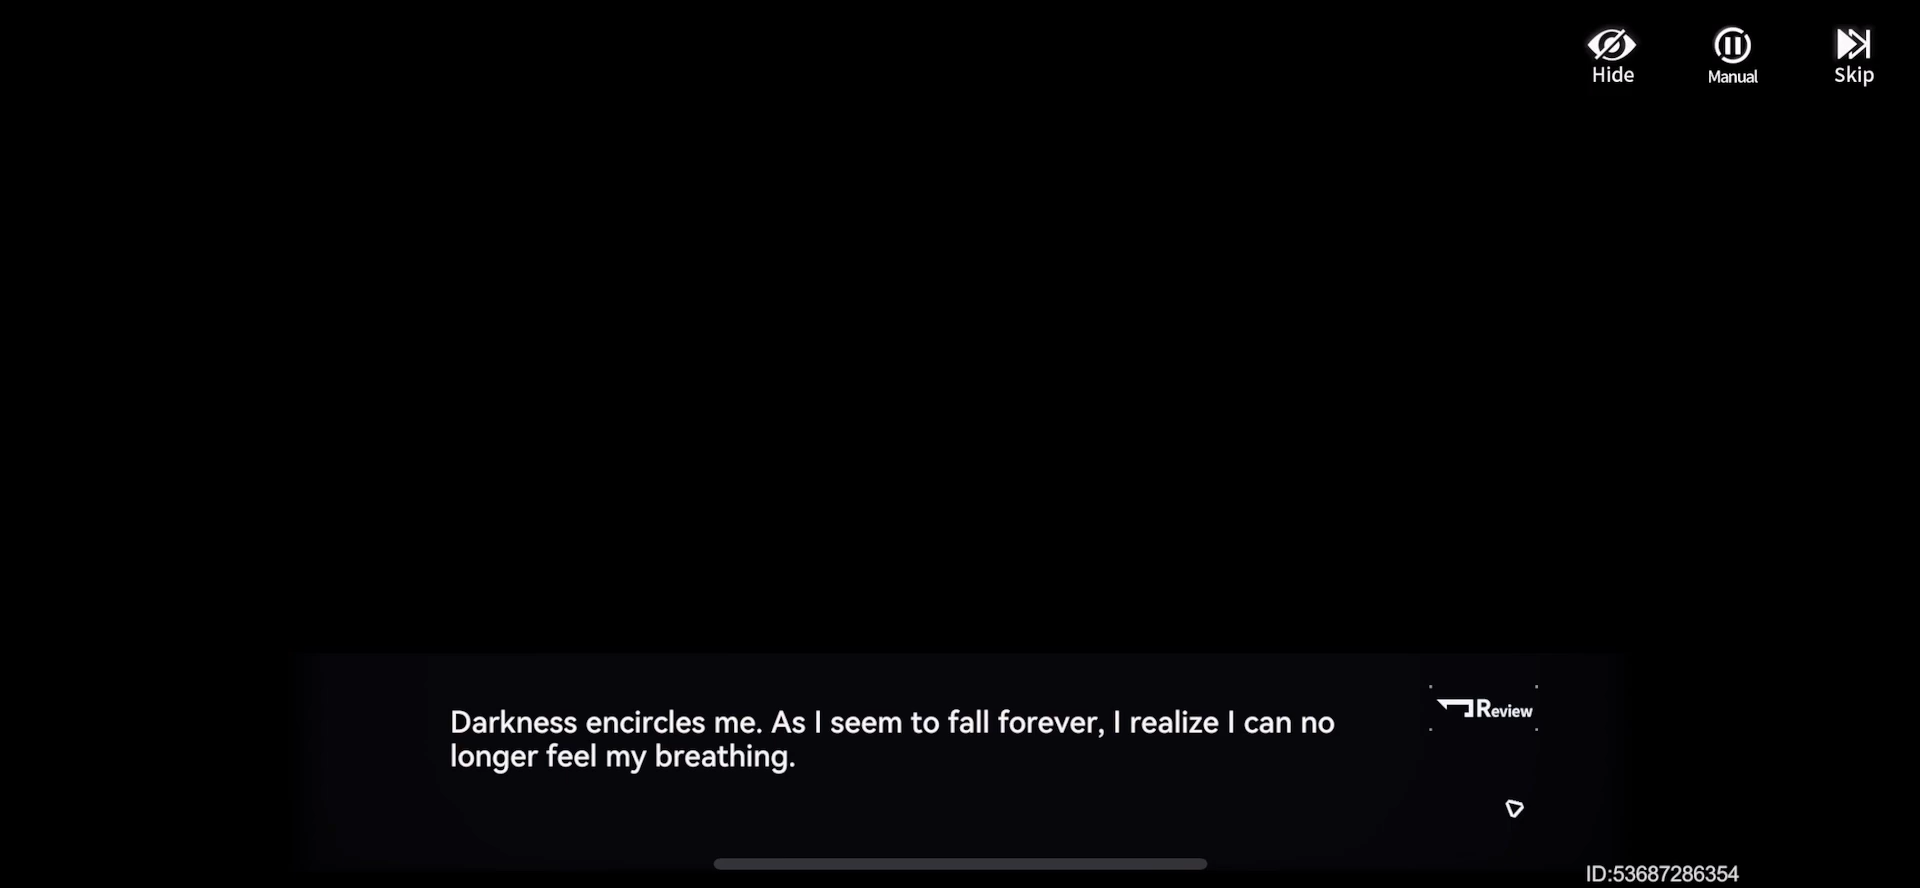 Hide
Manual
Skip
Darkness encircles me. As I seem to fall forever, I realize I can no
longer feel my breathing.
Review
ID:53687286354